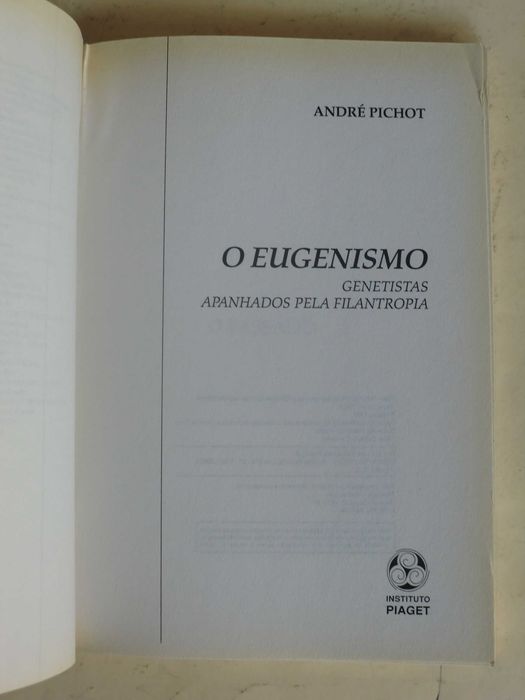 ANDRÉ PICHOT
O EUGENISMO
GENETISTAS
APANHADOS PELA FILANTROPIA
INSTITUTO
PIAGET